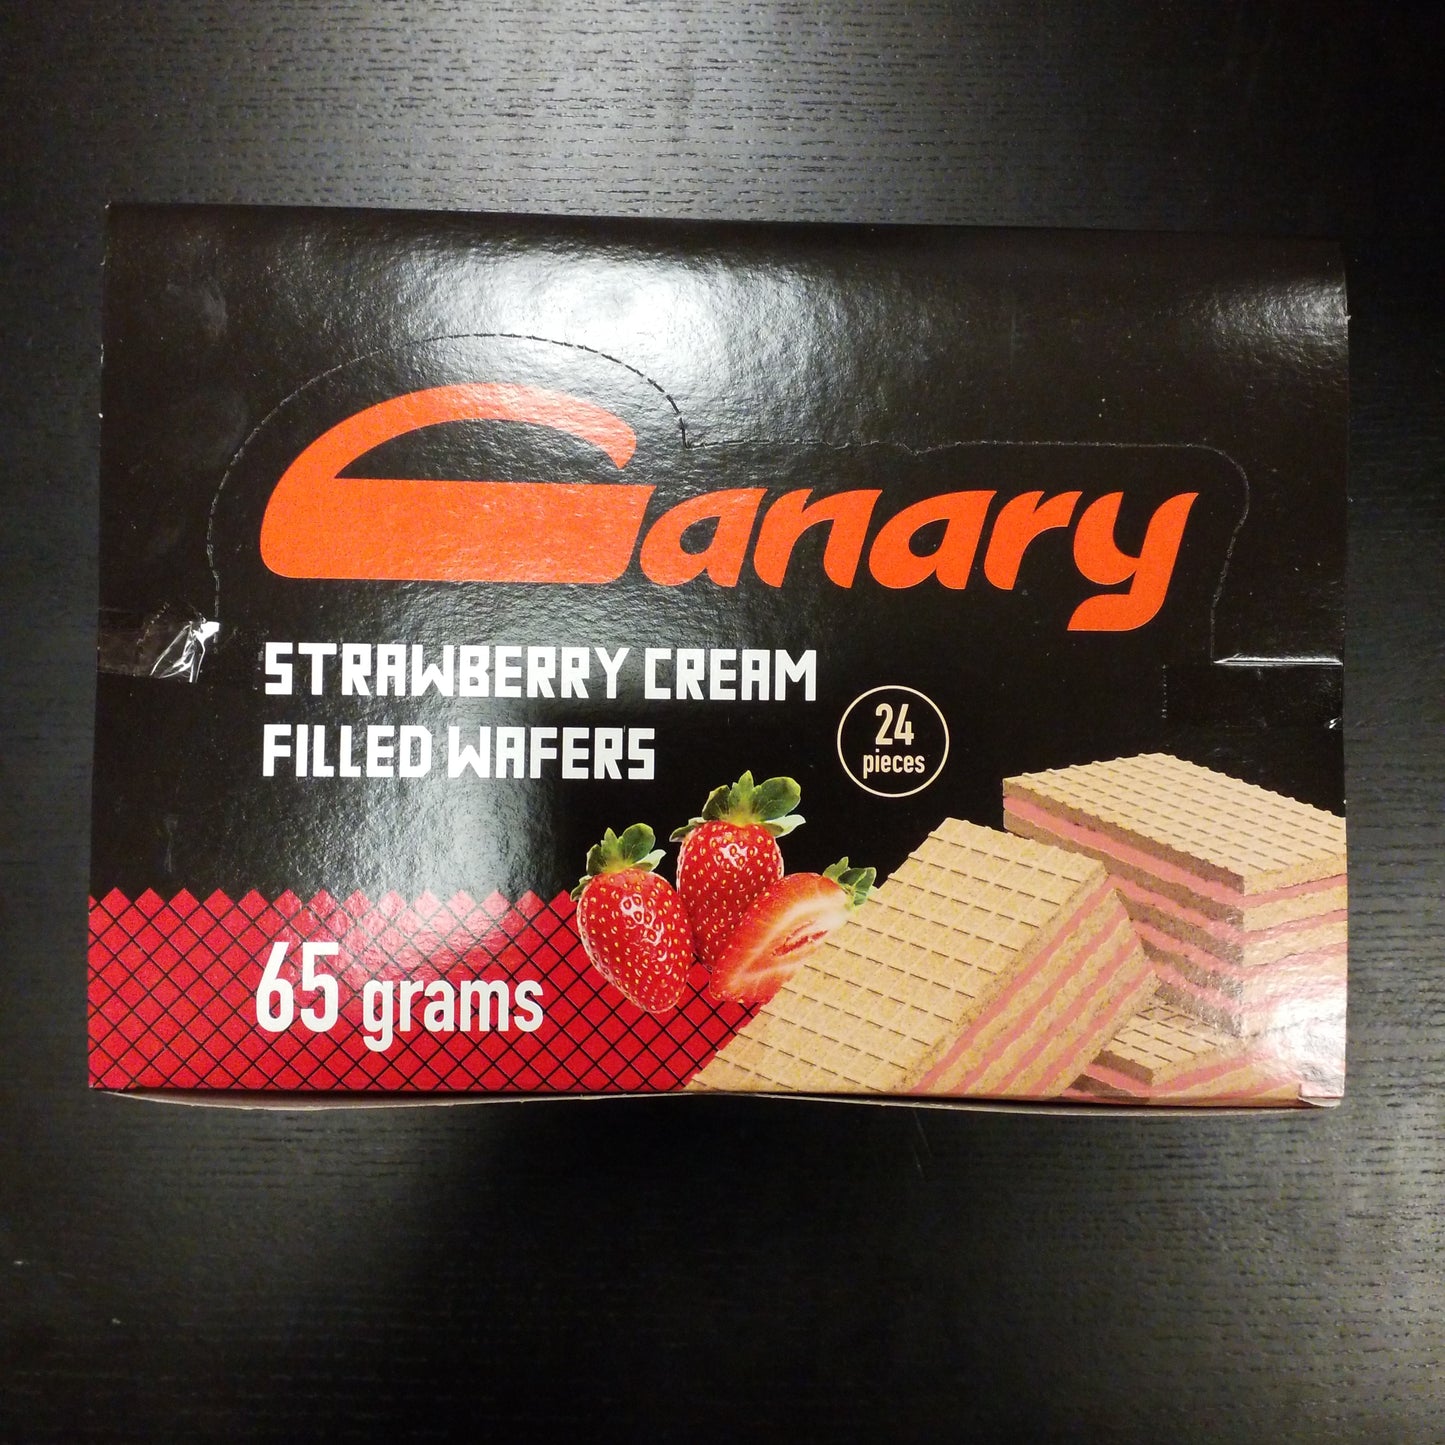 Canary
STRAWBERRY CREAM
FILLED WAFERS
24
pieces
65 grams